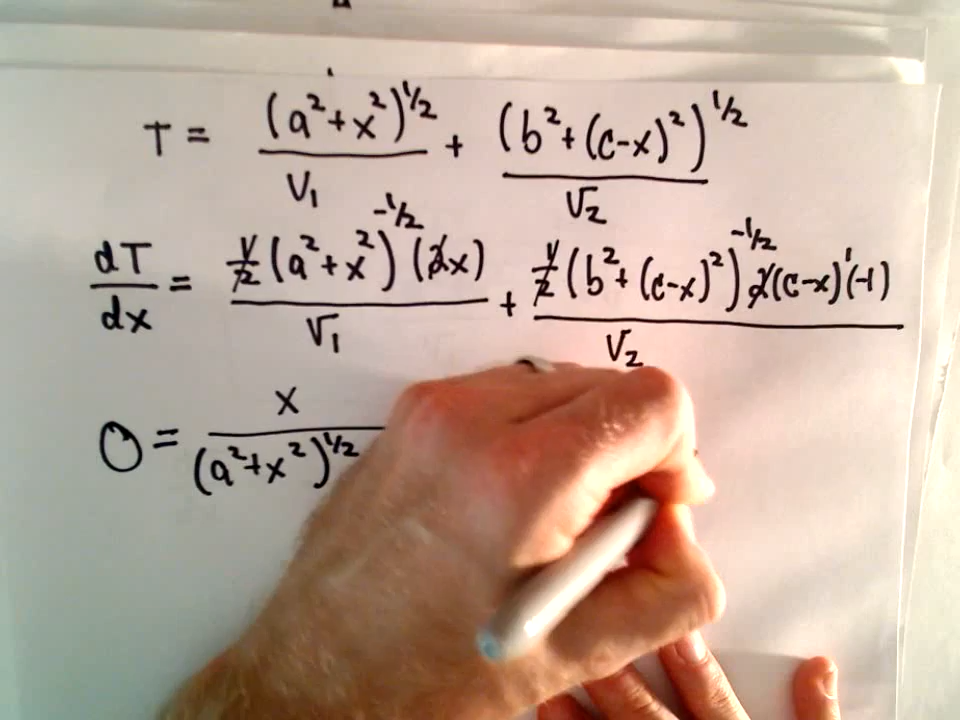 T = (a²+x²)^1/2 / V₁ + (b²+(c-x)²)^1/2 / V₂
dT/dx = 1/2 (a²+x²)^-1/2 (2x) / V₁ + 1/2 (b²+(c-x)²)^-1/2 2(c-x)^1 (-1) / V₂
0 = x / (a²+x²)^1/2